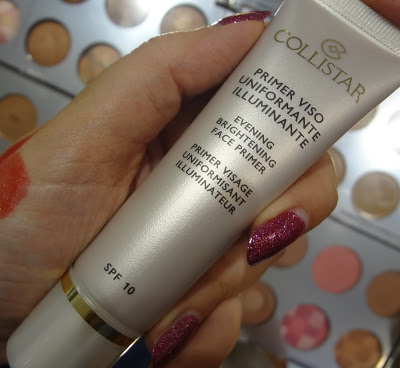 COLLISTAR
PRIMER VISO
UNIFORMANTE
ILLUMINANTE
EVENING
BRIGHTENING
FACE PRIMER
PRIMER VISAGE
UNIFORMISANT
ILLUMINATEUR
SPF 10